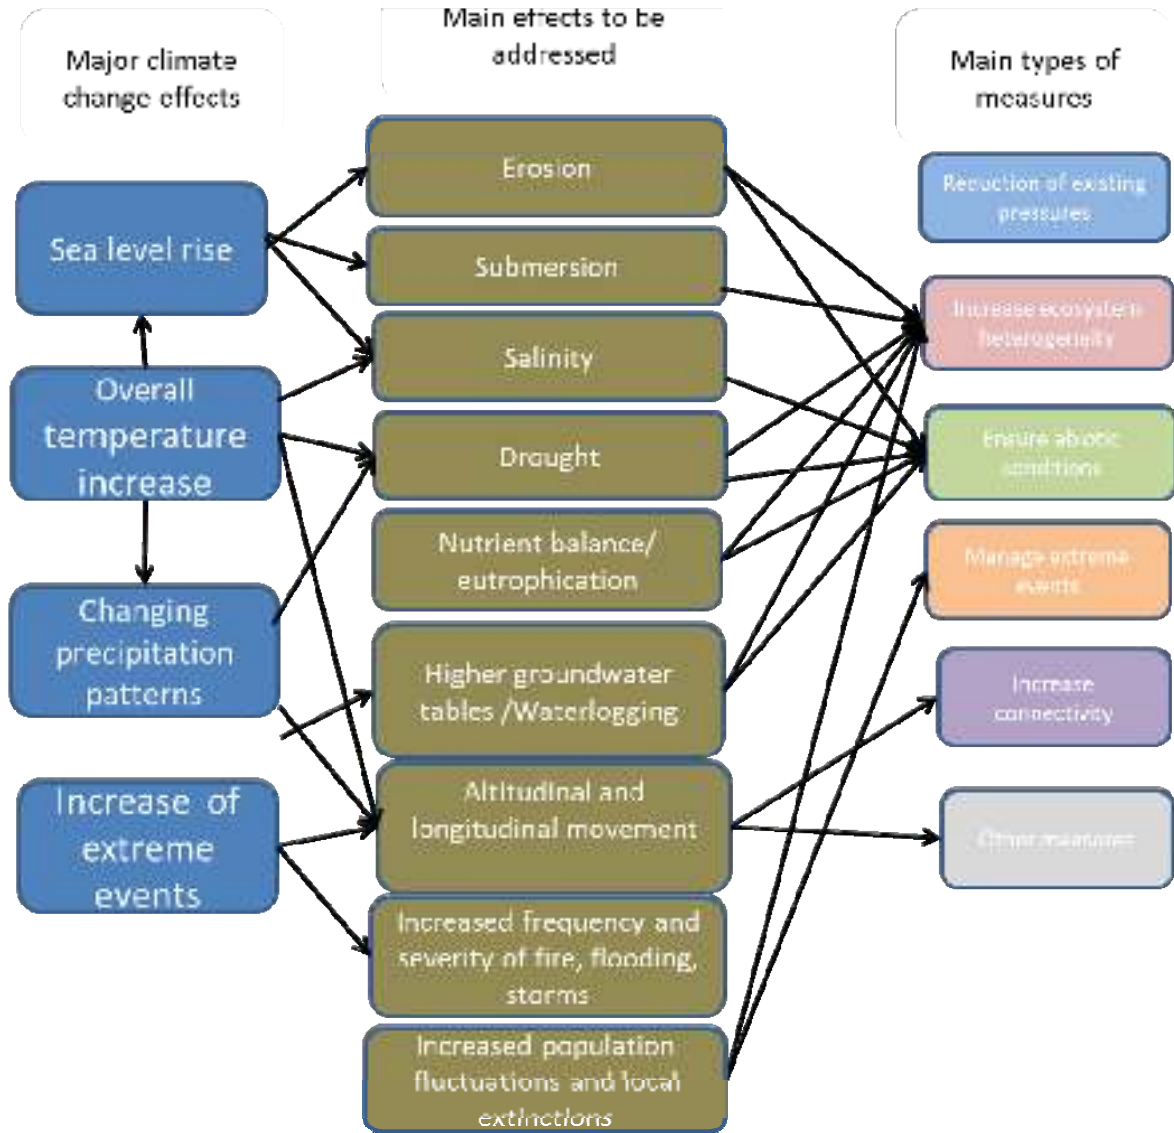 Major climate
change effects
Main effects to be
addressed
Main types of
measures
Sea level rise
Overall
temperature
increase
Changing
precipitation
patterns
Increase of
extreme
events
Erosion
Submersion
Salinity
Drought
Nutrient balance/
eutrophication
Higher groundwater
tables /Waterlogging
Altitudinal and
longitudinal movement
Increased frequency and
severity of fire, flooding,
storms
Increased population
fluctuations and local
extinctions
Reduction of existing
pressures
Increase ecosystem
heterogeneity
Ensure abiotic
conditions
Manage extreme
events
Increase
connectivity
Other measures